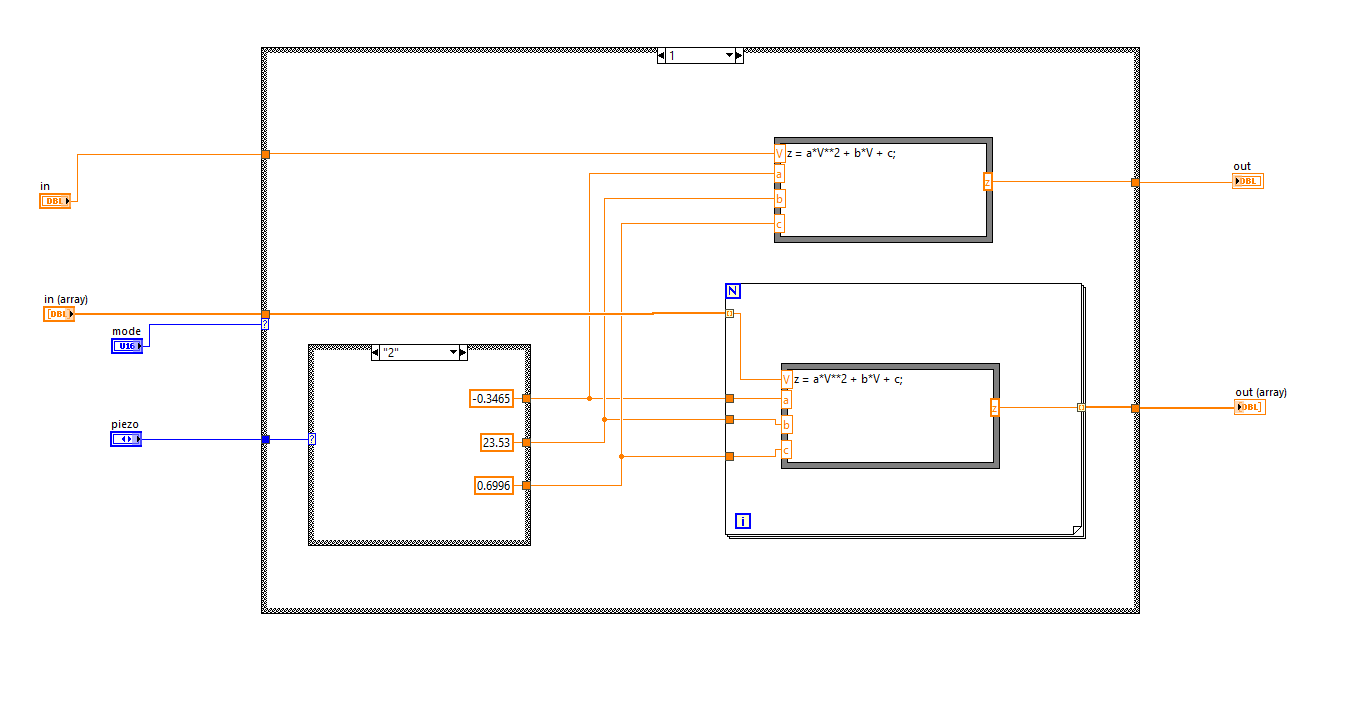 1
V
z = a*V**2 + b*V + c;
a
b
c
z
in
DBL
out
DBL
in (array)
[DBL
mode
U16
?
piezo
?
"2"
-0.3465
23.53
0.6996
N
V
z = a*V**2 + b*V + c;
a
b
c
z
i
out (array)
DBL]